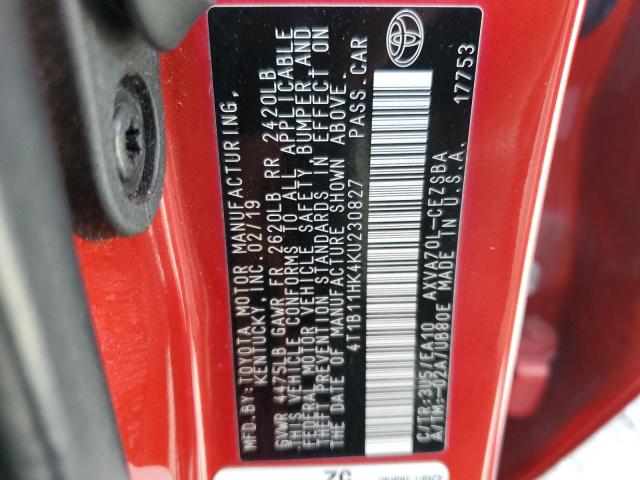 MFD. BY: TOYOTA MOTOR MANUFACTURING,
KENTUCKY, INC. 02/19
GVWR 4475LB GAWR FR 2620LB RR 2420LB
THIS VEHICLE CONFORMS TO ALL APPLICABLE
FEDERAL MOTOR VEHICLE SAFETY, BUMPER AND
THEFT PREVENTION STANDARDS IN EFFECT ON
THE DATE OF MANUFACTURE SHOWN ABOVE.
4T1B11HK4KU230827 PASS. CAR
C/TR: 3U5/EA10 AXVA70L-CEZSBA
A/TM: -02A/UB80E MADE IN U.S.A.
17753